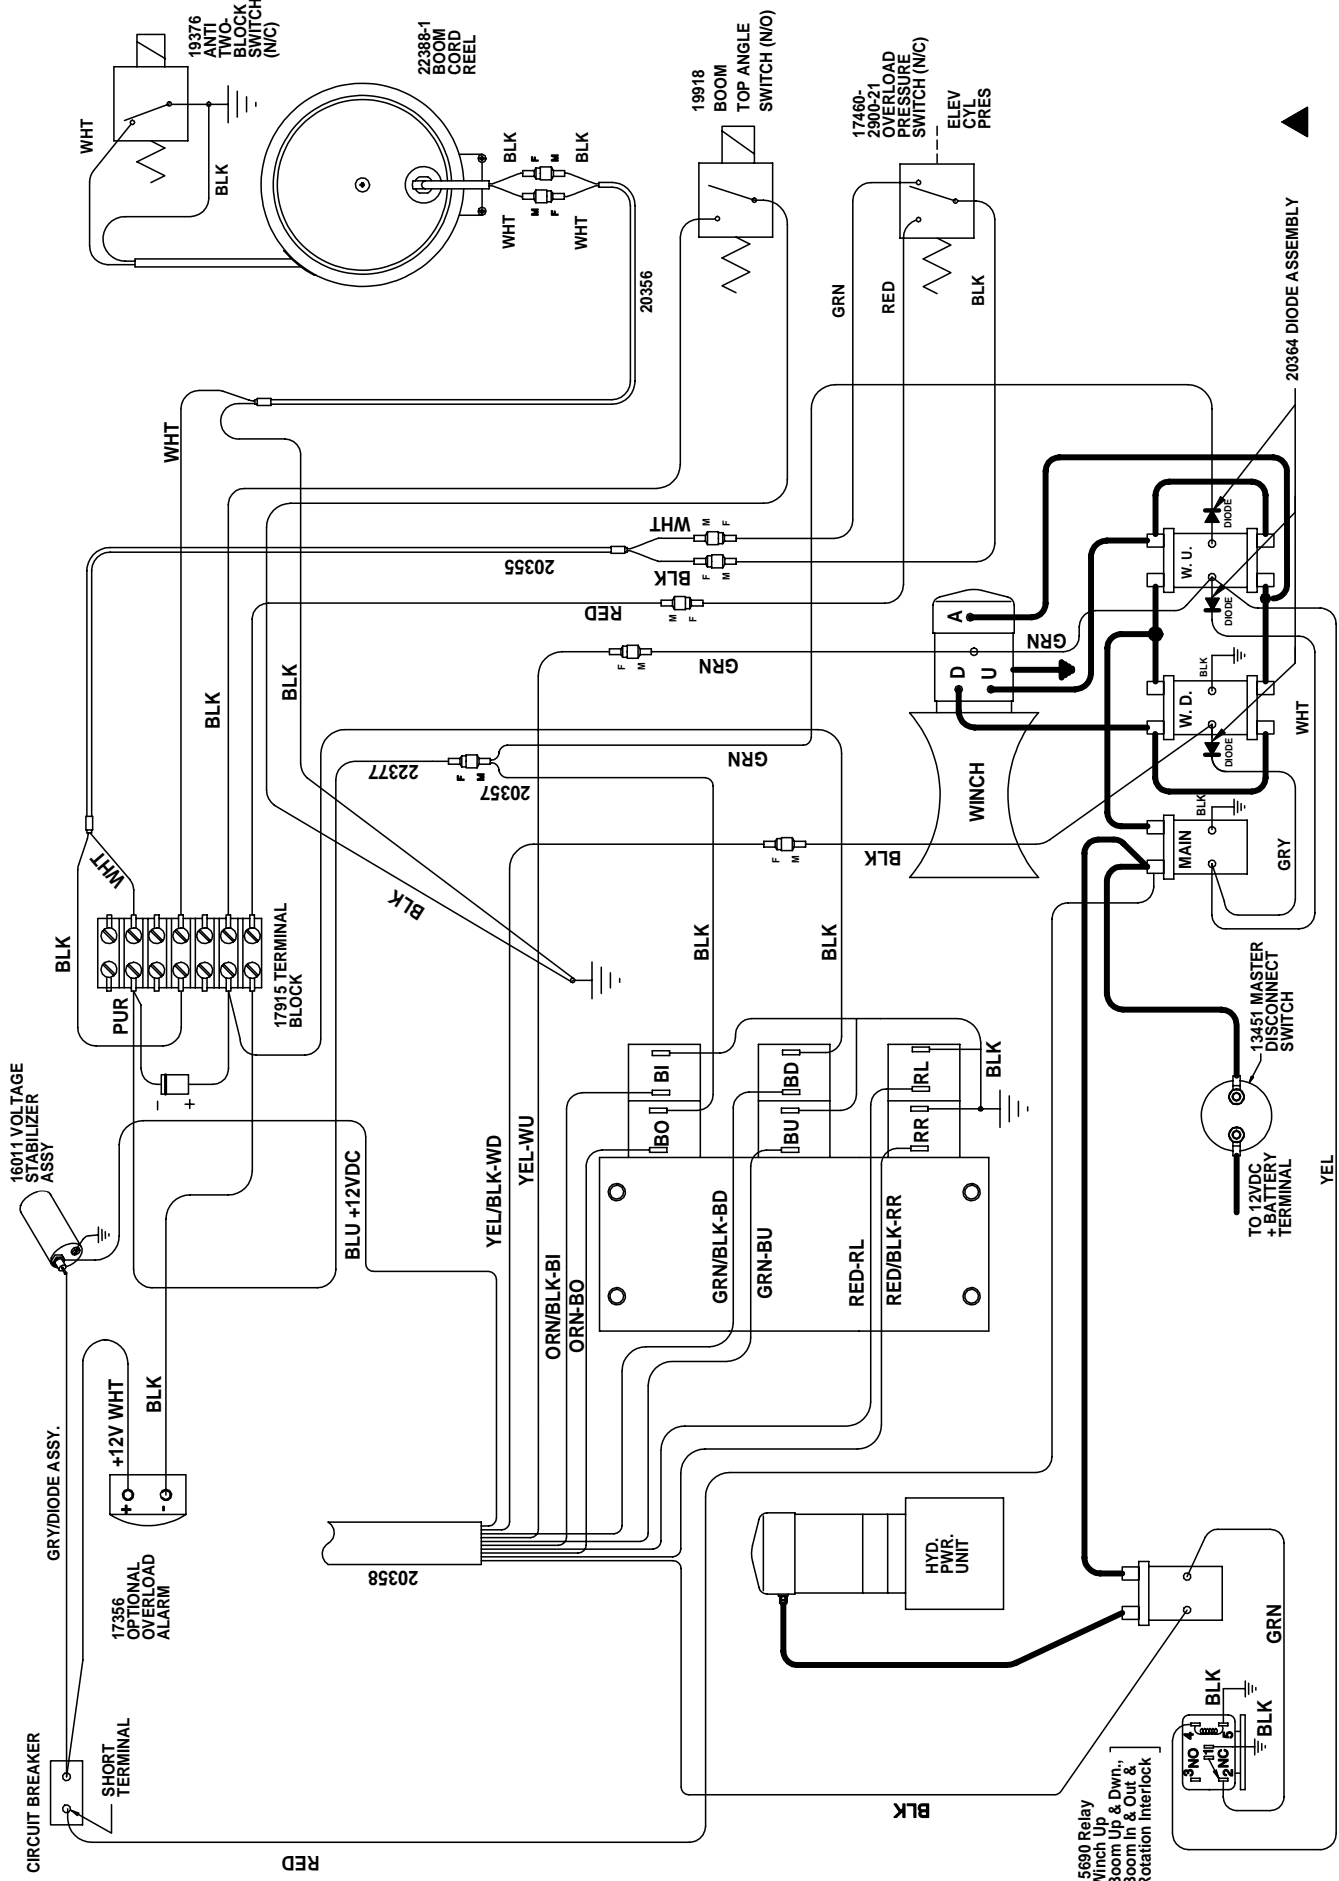 19376
ANTI
TWO-
BLOCK
SWITCH
(N/C)
WHT
BLK
22388-1
BOOM
CORD
REEL
BLK
F
M
BLK
WHT
M
F
WHT
20356
19918
BOOM
TOP ANGLE
SWITCH (N/O)
17460-
2900-21
OVERLOAD
PRESSURE
SWITCH (N/C)
ELEV
CYL
PRES
GRN
RED
BLK
20364 DIODE ASSEMBLY
WHT
WHT
M
F
20355
BLK
F
M
RED
M
F
BLK
BLK
GRN
F
M
22377
F
M
20357
GRN
A
D
U
GRN
WINCH
DIODE
W. U.
DIODE
BLK
W. D.
DIODE
WHT
BLK
MAIN
GRY
F
M
BLK
BLK
BLK
BLK
WHT
BLK
PUR
17915 TERMINAL
BLOCK
-
+
16011 VOLTAGE
STABILIZER
ASSY
BLU +12VDC
YEL/BLK-WD
YEL-WU
ORN/BLK-BI
ORN-BO
GRN/BLK-BD
GRN-BU
RED-RL
RED/BLK-RR
BI
BO
BD
BU
RL
RR
BLK
13451 MASTER
DISCONNECT
SWITCH
TO 12VDC
+ BATTERY
TERMINAL
YEL
GRY/DIODE ASSY.
+12V WHT
BLK
+
-
17356
OPTIONAL
OVERLOAD
ALARM
20358
HYD.
PWR.
UNIT
CIRCUIT BREAKER
SHORT
TERMINAL
RED
BLK
GRN
BLK
BLK
3
NO
4
1
2
NC
5
5690 Relay
Winch Up
Boom Up & Dwn.,
Boom In & Out &
Rotation Interlock